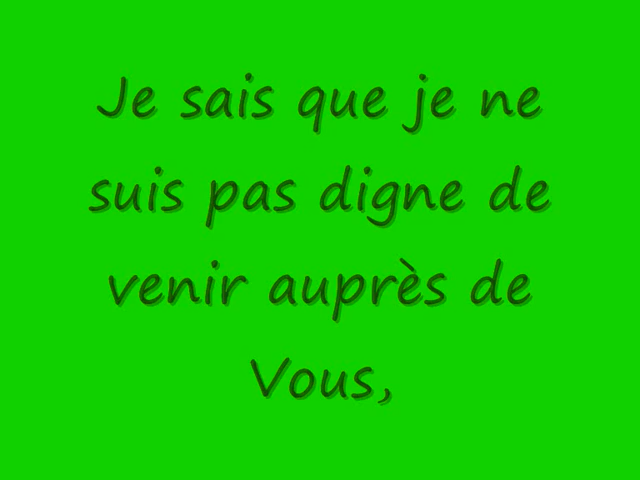 Je sais que je ne
suis pas digne de
venir auprès de
Vous,